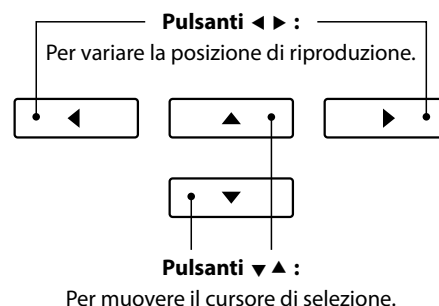 Pulsanti ◀ ▶ :
Per variare la posizione di riproduzione.
◀ ▲ ▶
▼
Pulsanti ▼ ▲ :
Per muovere il cursore di selezione.